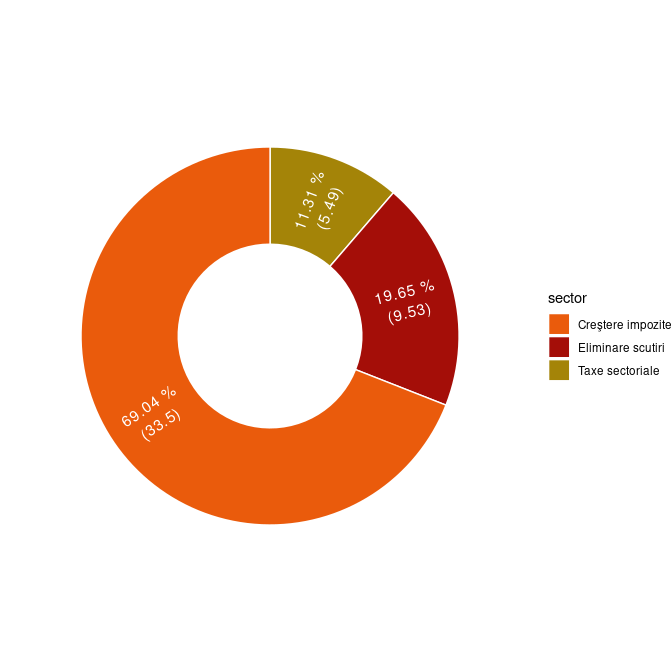 11.31 %
(5.49)
19.65 %
(9.53)
69.04 %
(33.5)
sector
Creştere impozite
Eliminare scutiri
Taxe sectoriale